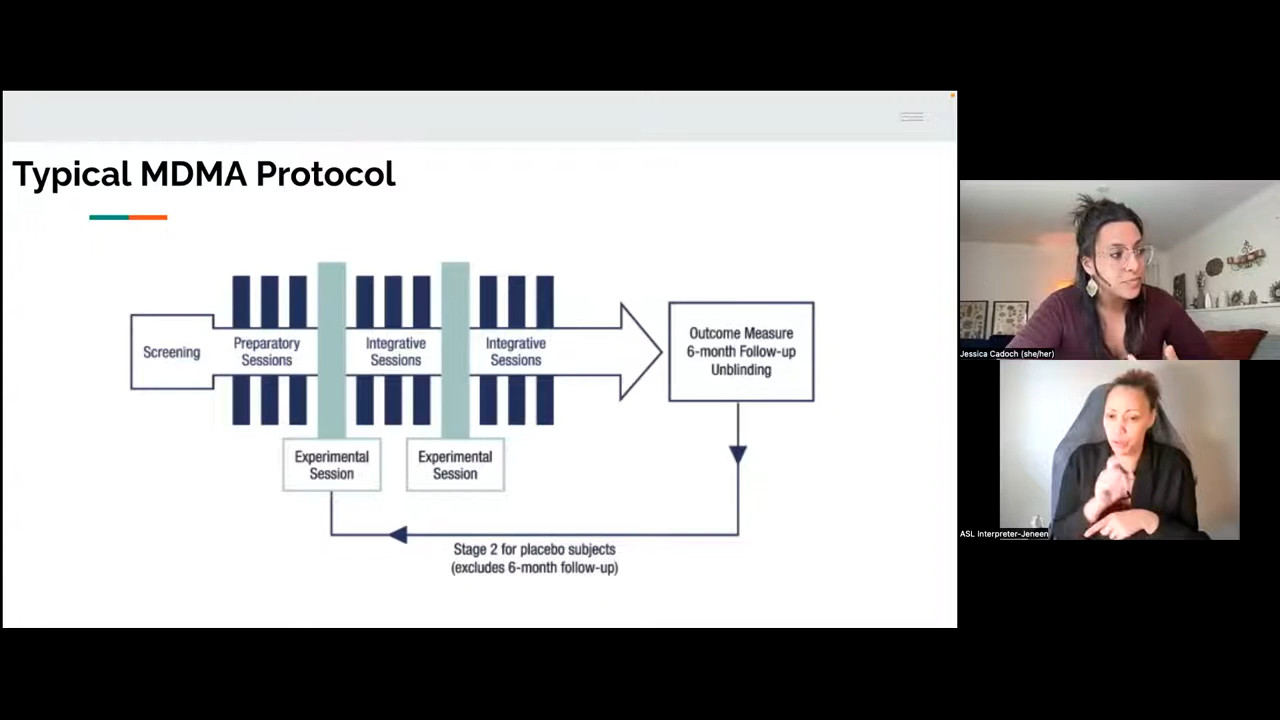 Typical MDMA Protocol
Screening
Preparatory
Sessions
Integrative
Sessions
Integrative
Sessions
Outcome Measure
6-month Follow-up
Unblinding
Experimental
Session
Experimental
Session
Stage 2 for placebo subjects
(excludes 6-month follow-up)
Jessica Cadoch (she/her)
ASL Interpreter-Jeneen